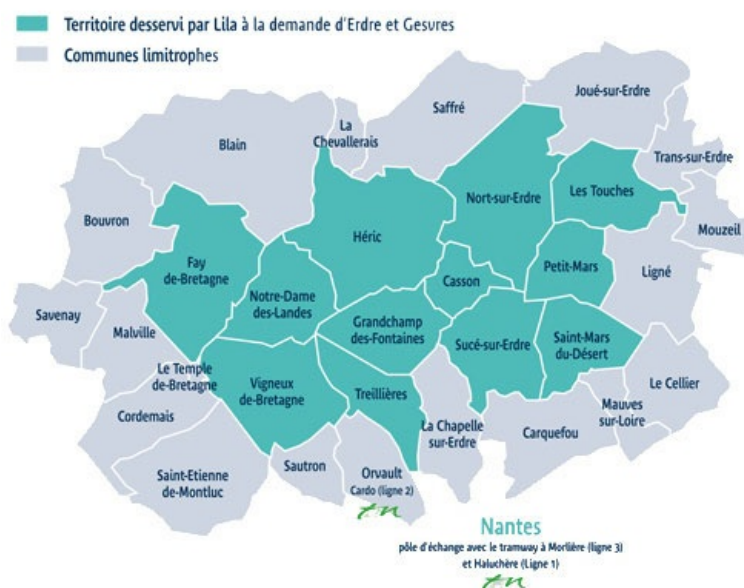 Territoire desservi par Lila à la demande d'Erdre et Gesvres
Communes limitrophes
Saffré
Joué-sur-Erdre
La
Chevallerais
Blain
Trans-sur-Erdre
Nort-sur-Erdre
Les Touches
Bouvron
Mouzeil
Héric
Fay
de-Bretagne
Petit-Mars
Ligné
Casson
Notre-Dame
des-Landes
Savenay
Malville
Grandchamp
des-Fontaines
Sucé-sur-Erdre
Saint-Mars
du-Désert
Le Temple
de-Bretagne
Vigneux
de-Bretagne
Treillières
Le Cellier
Cordemais
La Chapelle
sur-Erdre
Mauves
sur-Loire
Carquefou
Saint-Etienne
de-Montluc
Sautron
Orvault
Cardo (ligne 2)
tan
Nantes
pôle d'échange avec le tramway à Morlière (ligne 3)
et Haluchère (Ligne 1)
tan